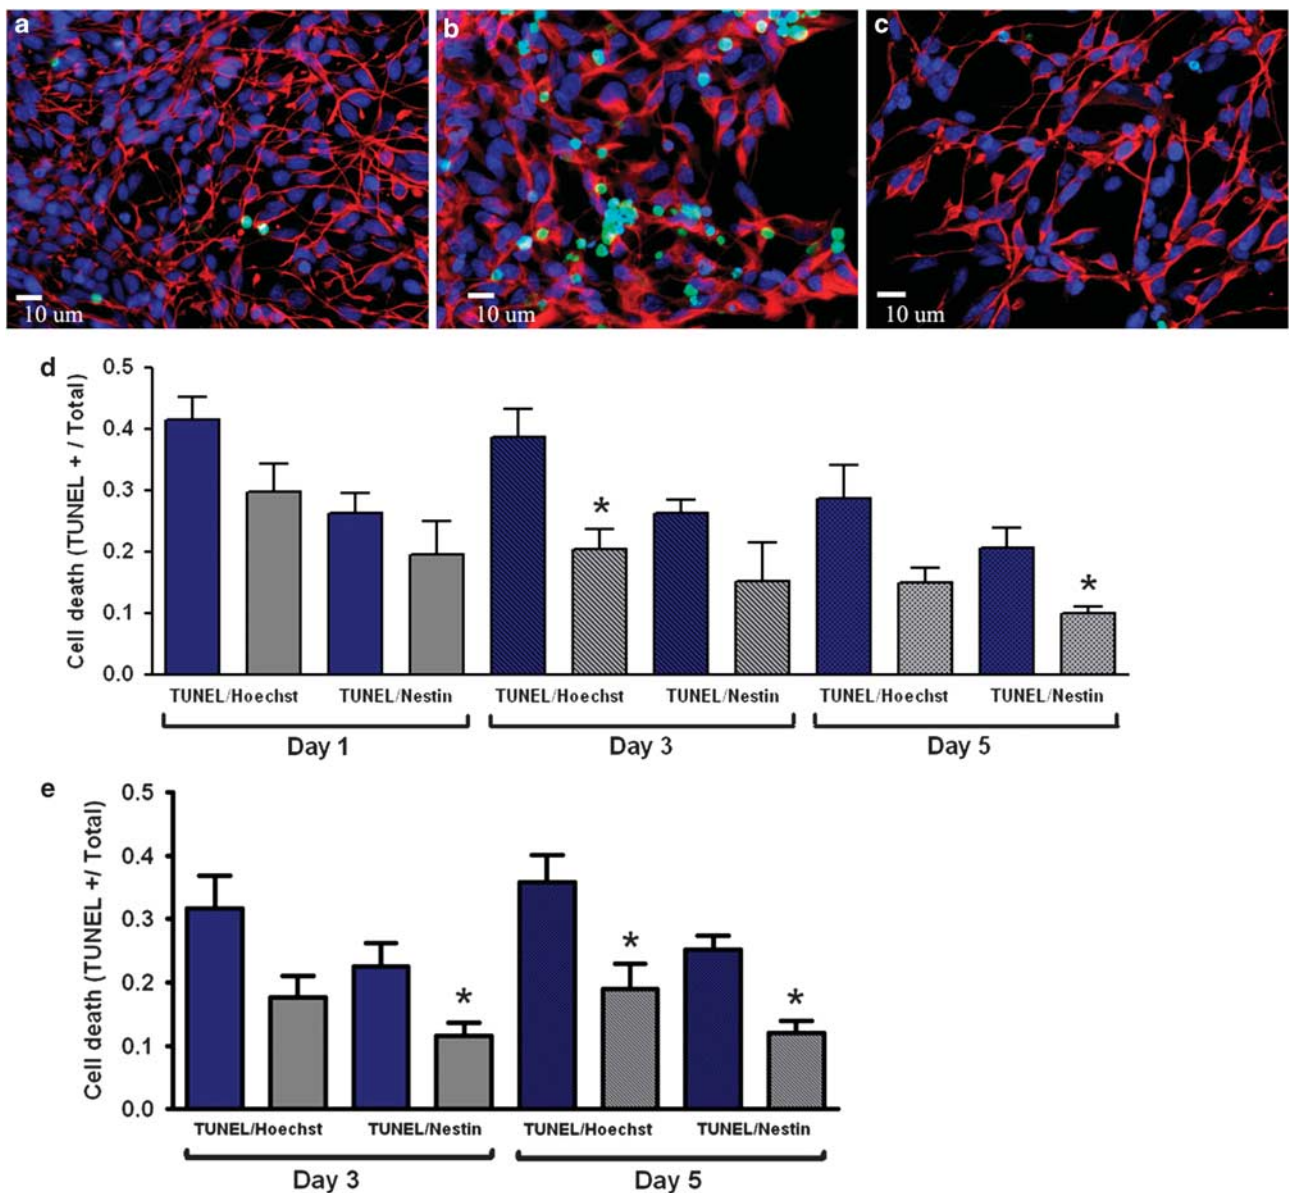 a
b
c
10 um
10 um
10 um
d
Cell death (TUNEL + / Total)
0.5
0.4
0.3
0.2
0.1
0.0
*
*
TUNEL/Hoechst TUNEL/Nestin TUNEL/Hoechst TUNEL/Nestin TUNEL/Hoechst TUNEL/Nestin
Day 1 Day 3 Day 5
e
Cell death (TUNEL +/ Total)
0.5
0.4
0.3
0.2
0.1
0.0
*
*
*
TUNEL/Hoechst TUNEL/Nestin TUNEL/Hoechst TUNEL/Nestin
Day 3 Day 5